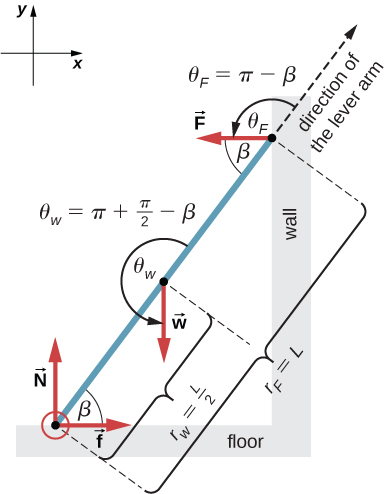 y
x
θ_F = π − β
direction of
the lever arm
F⃗
θ_F
β
θ_w = π + π/2 − β
wall
θ_w
w⃗
N⃗
β
f⃗
r_w = L/2
r_F = L
floor